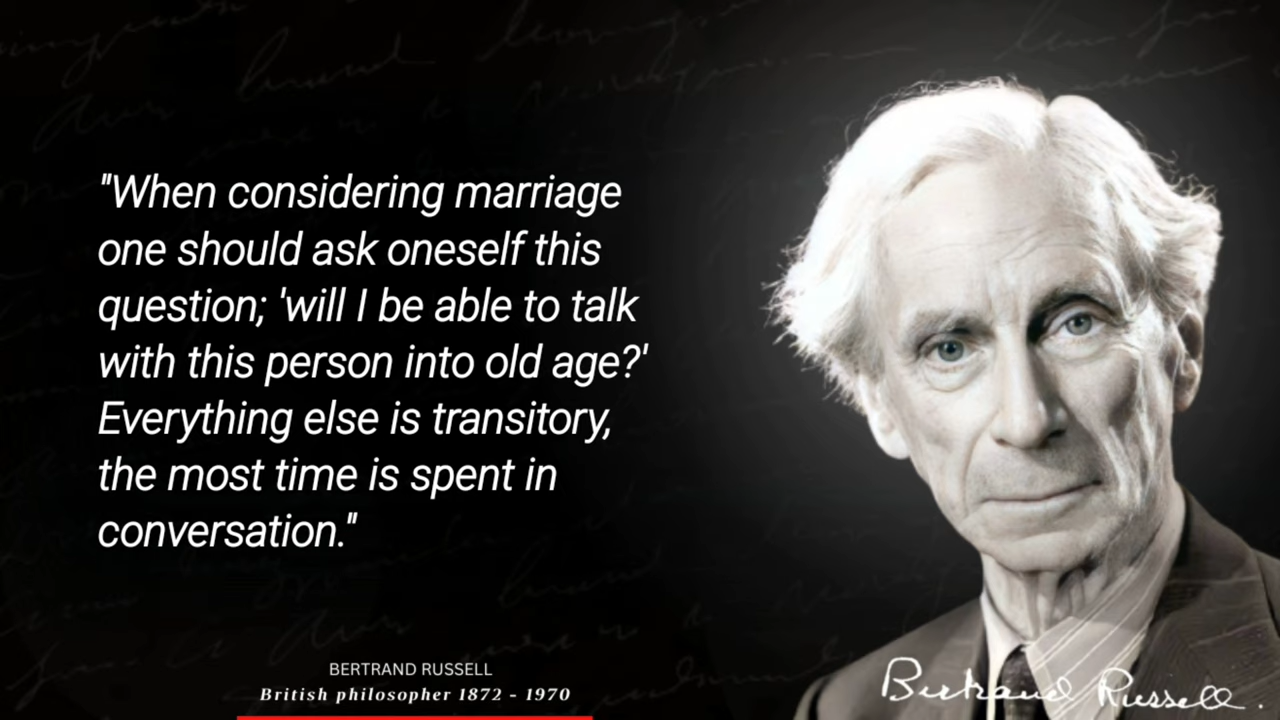 "When considering marriage
one should ask oneself this
question; 'will I be able to talk
with this person into old age?'
Everything else is transitory,
the most time is spent in
conversation."
BERTRAND RUSSELL
British philosopher 1872 - 1970
Bertrand Russell.